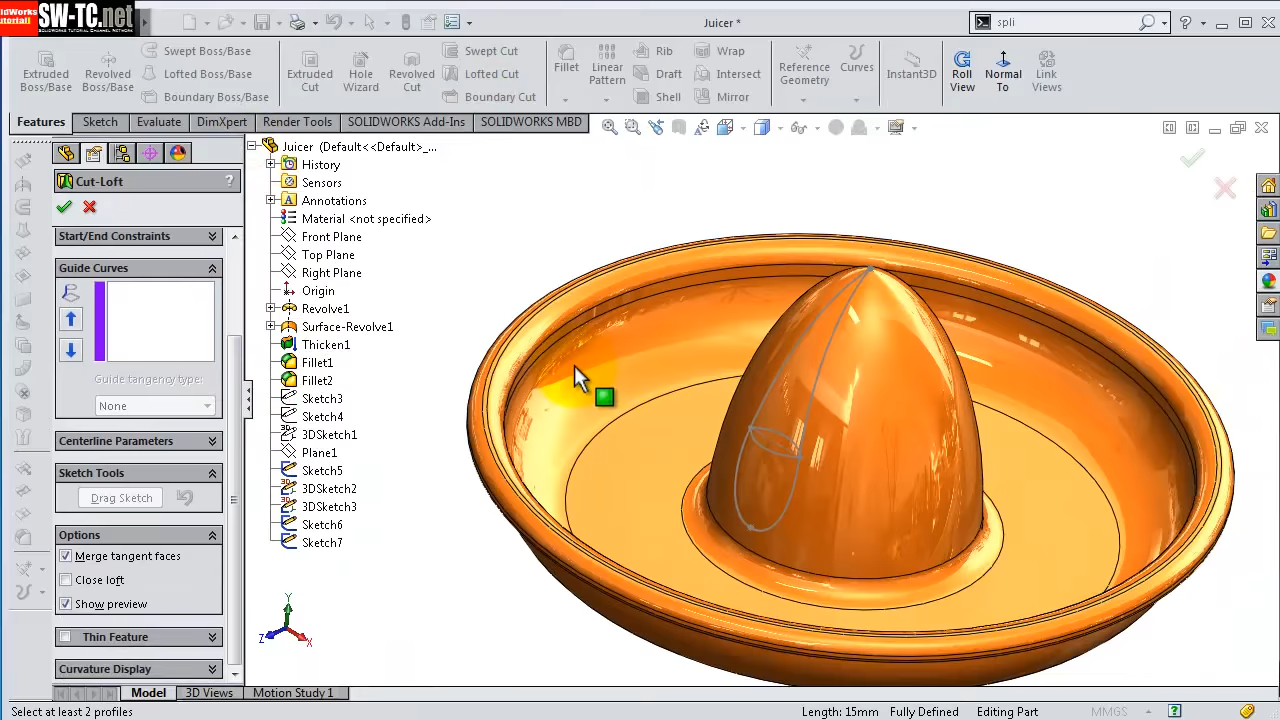 SolidWorks
Tutorial!
SW-TC.net
SOLIDWORKS TUTORIAL CHANNEL NETWORK
Juicer *
spli
?
Extruded
Boss/Base
Revolved
Boss/Base
Swept Boss/Base
Lofted Boss/Base
Boundary Boss/Base
Extruded
Cut
Hole
Wizard
Revolved
Cut
Swept Cut
Lofted Cut
Boundary Cut
Fillet
Linear
Pattern
Rib
Draft
Shell
Wrap
Intersect
Mirror
Reference
Geometry
Curves
Instant3D
Roll
View
Normal
To
Link
Views
Features
Sketch
Evaluate
DimXpert
Render Tools
SOLIDWORKS Add-Ins
SOLIDWORKS MBD
Cut-Loft
?
Start/End Constraints
Guide Curves
Guide tangency type:
None
Centerline Parameters
Sketch Tools
Drag Sketch
Options
Merge tangent faces
Close loft
Show preview
Thin Feature
Curvature Display
Juicer (Default<<Default>_...
History
Sensors
Annotations
Material <not specified>
Front Plane
Top Plane
Right Plane
Origin
Revolve1
Surface-Revolve1
Thicken1
Fillet1
Fillet2
Sketch3
Sketch4
3DSketch1
Plane1
Sketch5
3DSketch2
3DSketch3
Sketch6
Sketch7
Y
Z
X
Model
3D Views
Motion Study 1
Select at least 2 profiles
Length: 15mm
Fully Defined
Editing Part
MMGS
?